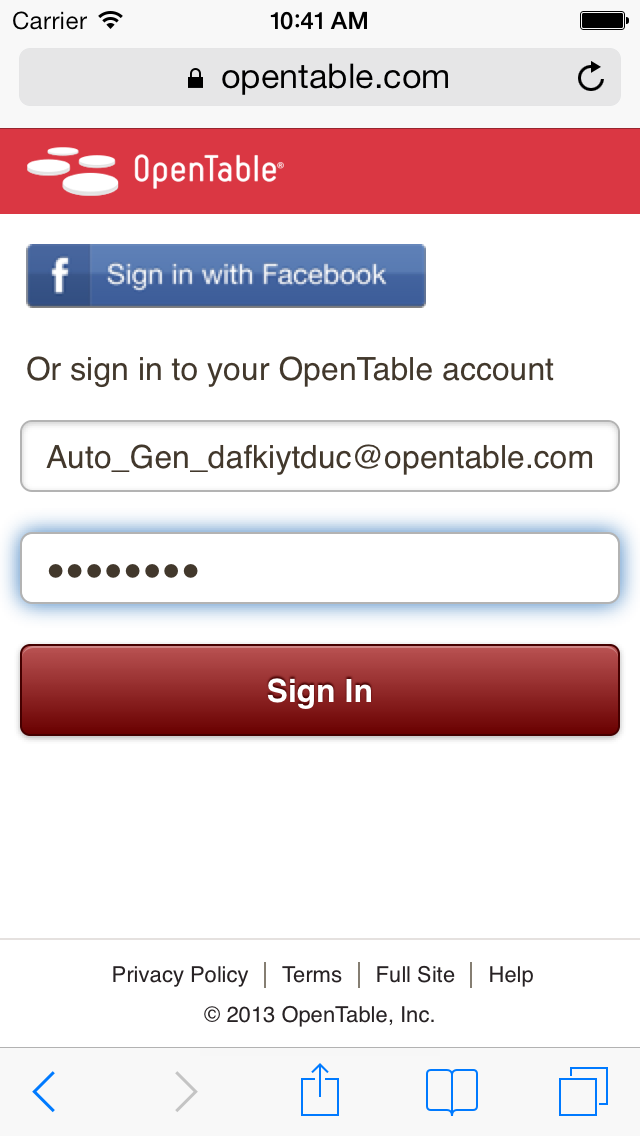 Carrier 10:41 AM
opentable.com
OpenTable®
f Sign in with Facebook
Or sign in to your OpenTable account
Auto_Gen_dafkiytduc@opentable.com
••••••••
Sign In
Privacy Policy | Terms | Full Site | Help
© 2013 OpenTable, Inc.